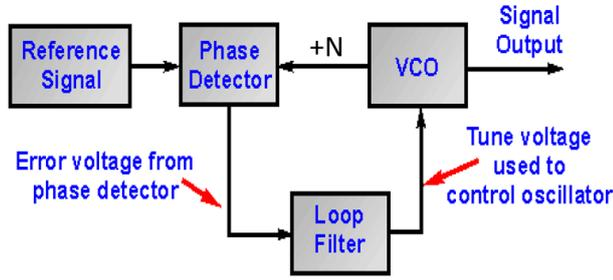 Reference
Signal
Phase
Detector
+N
VCO
Signal
Output
Error voltage from
phase detector
Loop
Filter
Tune voltage
used to
control oscillator